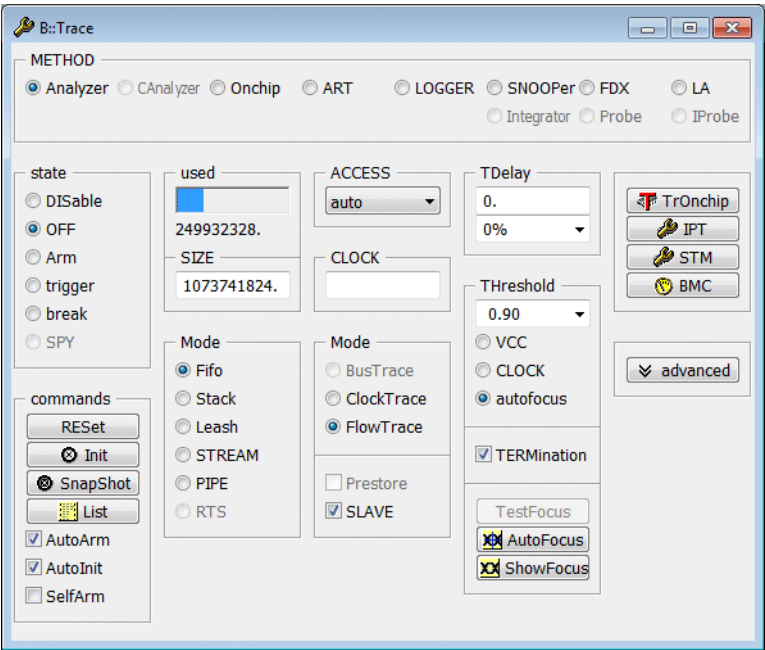 B::Trace
METHOD
Analyzer CAnalyzer Onchip ART LOGGER SNOOPer FDX LA
Integrator Probe IProbe
state
DISable
OFF
Arm
trigger
break
SPY
commands
RESet
Init
SnapShot
List
AutoArm
AutoInit
SelfArm
used
249932328.
SIZE
1073741824.
Mode
Fifo
Stack
Leash
STREAM
PIPE
RTS
ACCESS
auto
CLOCK
Mode
BusTrace
ClockTrace
FlowTrace
Prestore
SLAVE
TDelay
0.
0%
THreshold
0.90
VCC
CLOCK
autofocus
TERMination
TestFocus
AutoFocus
ShowFocus
TrOnchip
IPT
STM
BMC
advanced